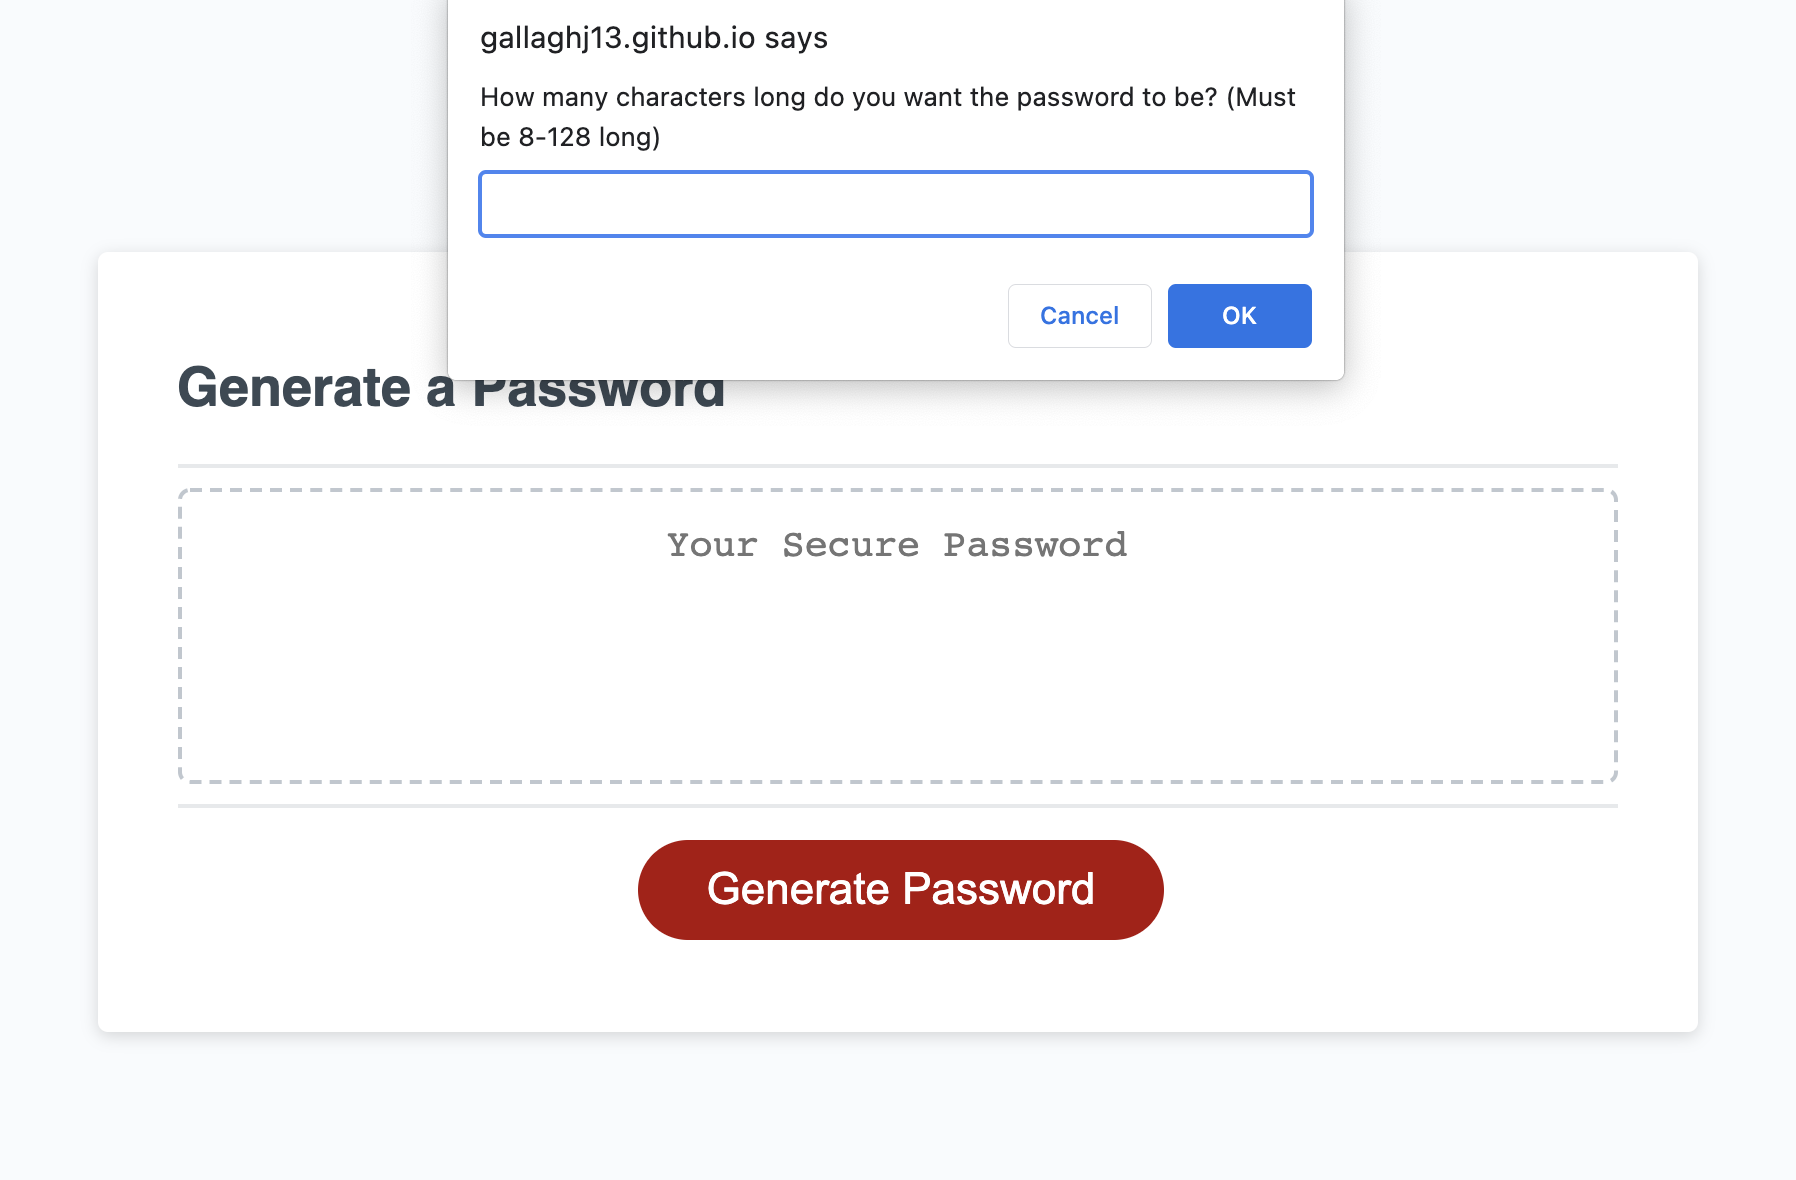 gallaghj13.github.io says
How many characters long do you want the password to be? (Must
be 8-128 long)
Cancel
OK
Generate a Password
Your Secure Password
Generate Password